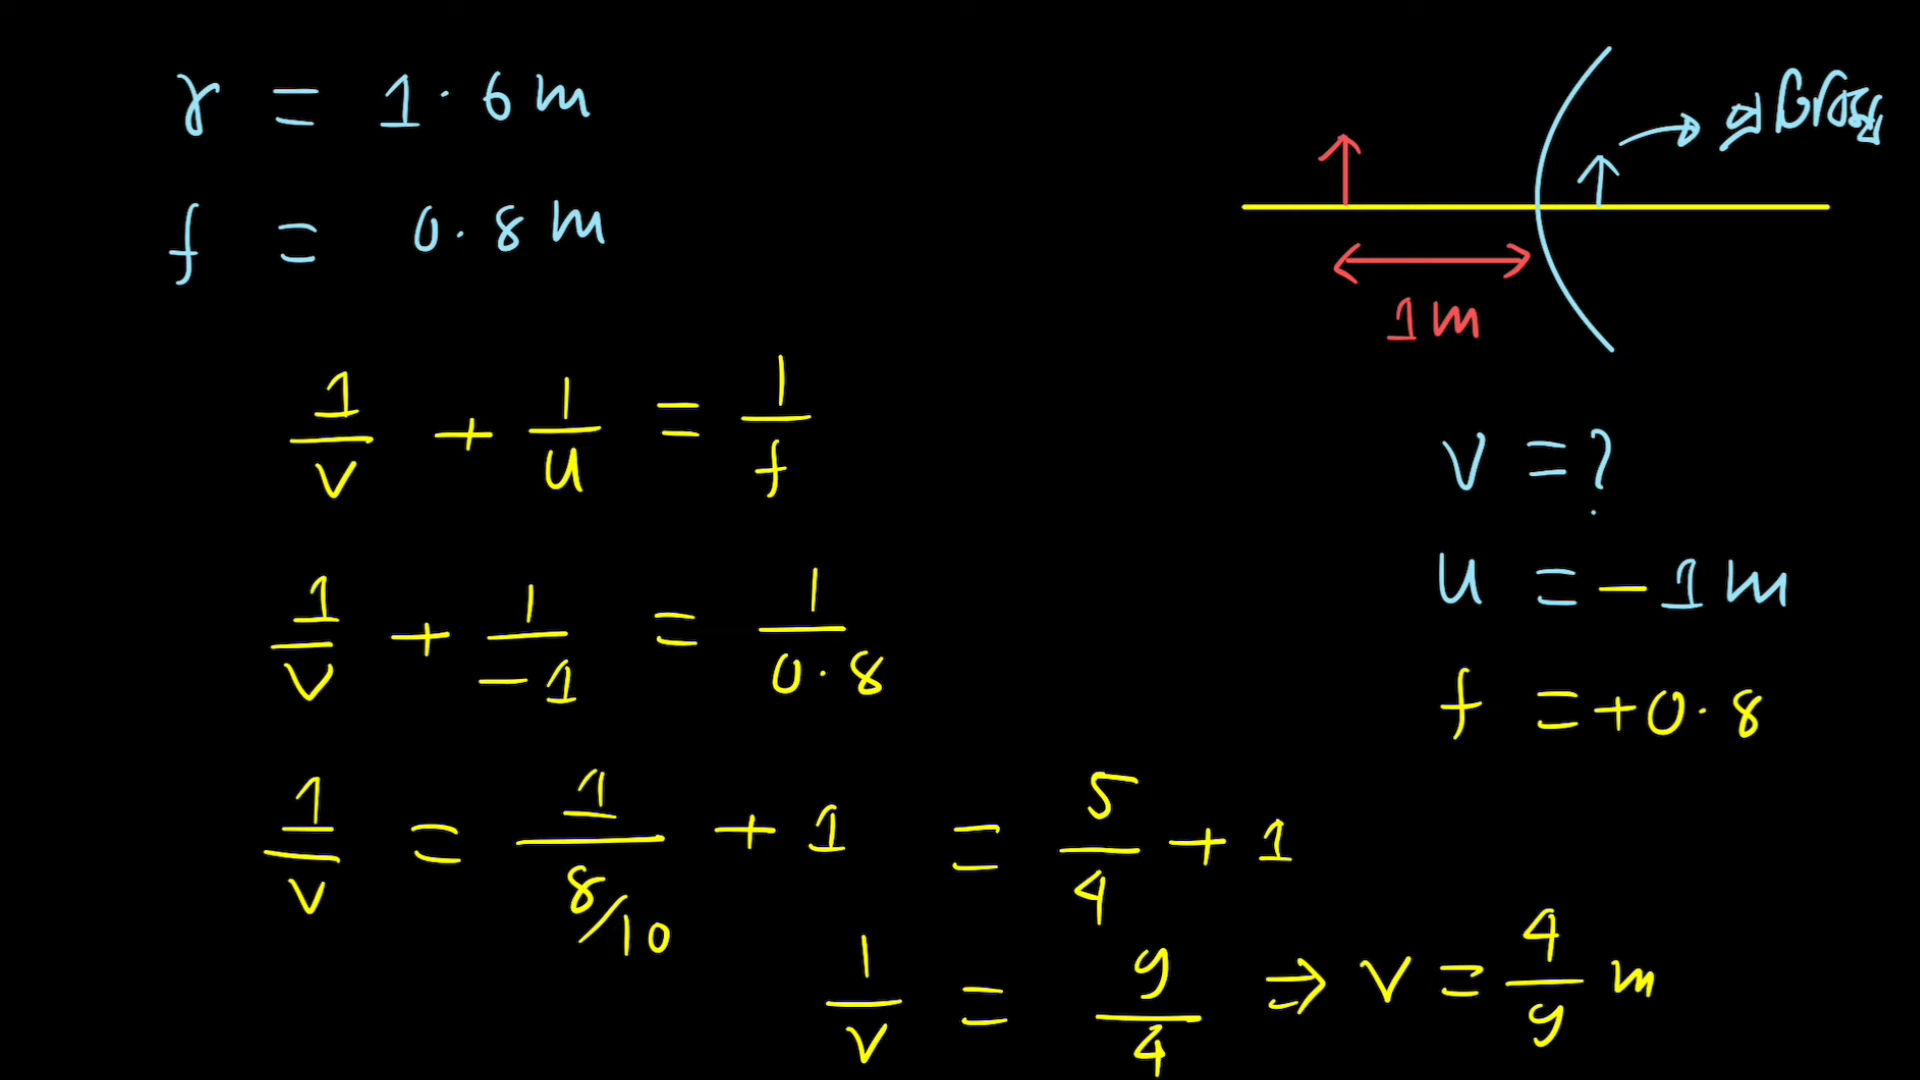 r = 1.6 m
f = 0.8 m
1/v + 1/u = 1/f
1/v + 1/-1 = 1/0.8
1/v = 1/(8/10) + 1 = 5/4 + 1
1/v = 9/4 ⇒ v = 4/9 m
1 m
v = ?
u = - 1 m
f = +0.8